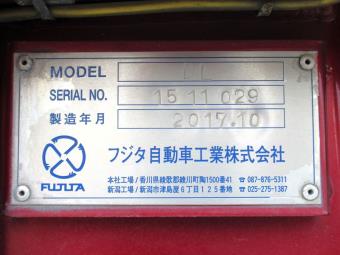 MODEL LL
SERIAL NO. 15 11 029
製造年月 2017.10
FUJITA
フジタ自動車工業株式会社
本社工場/香川県綾歌郡綾川町陶1500番41 ☎087-876-5311
新潟工場/新潟市津島屋6丁目125番地 ☎025-275-1387